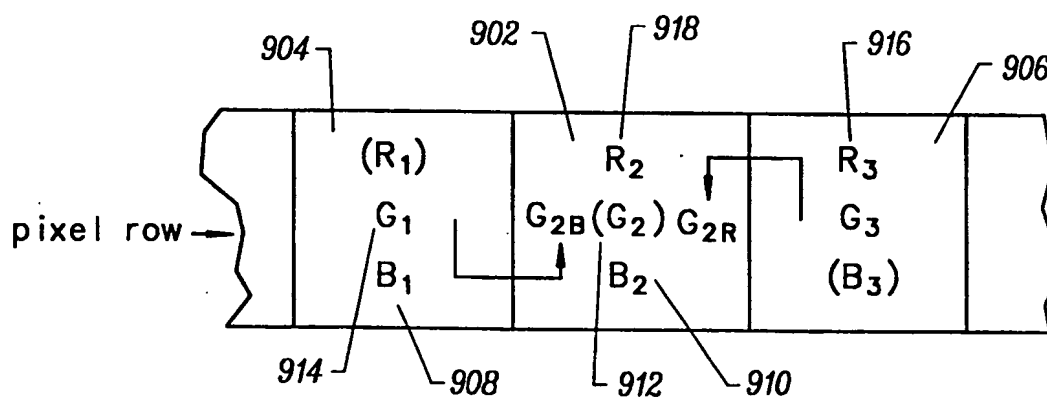 904 902 918 916 906
(R₁) R₂ R₃
pixel row G₁ G₂B (G₂) G₂R G₃
B₁ B₂ (B₃)
914 908 912 910